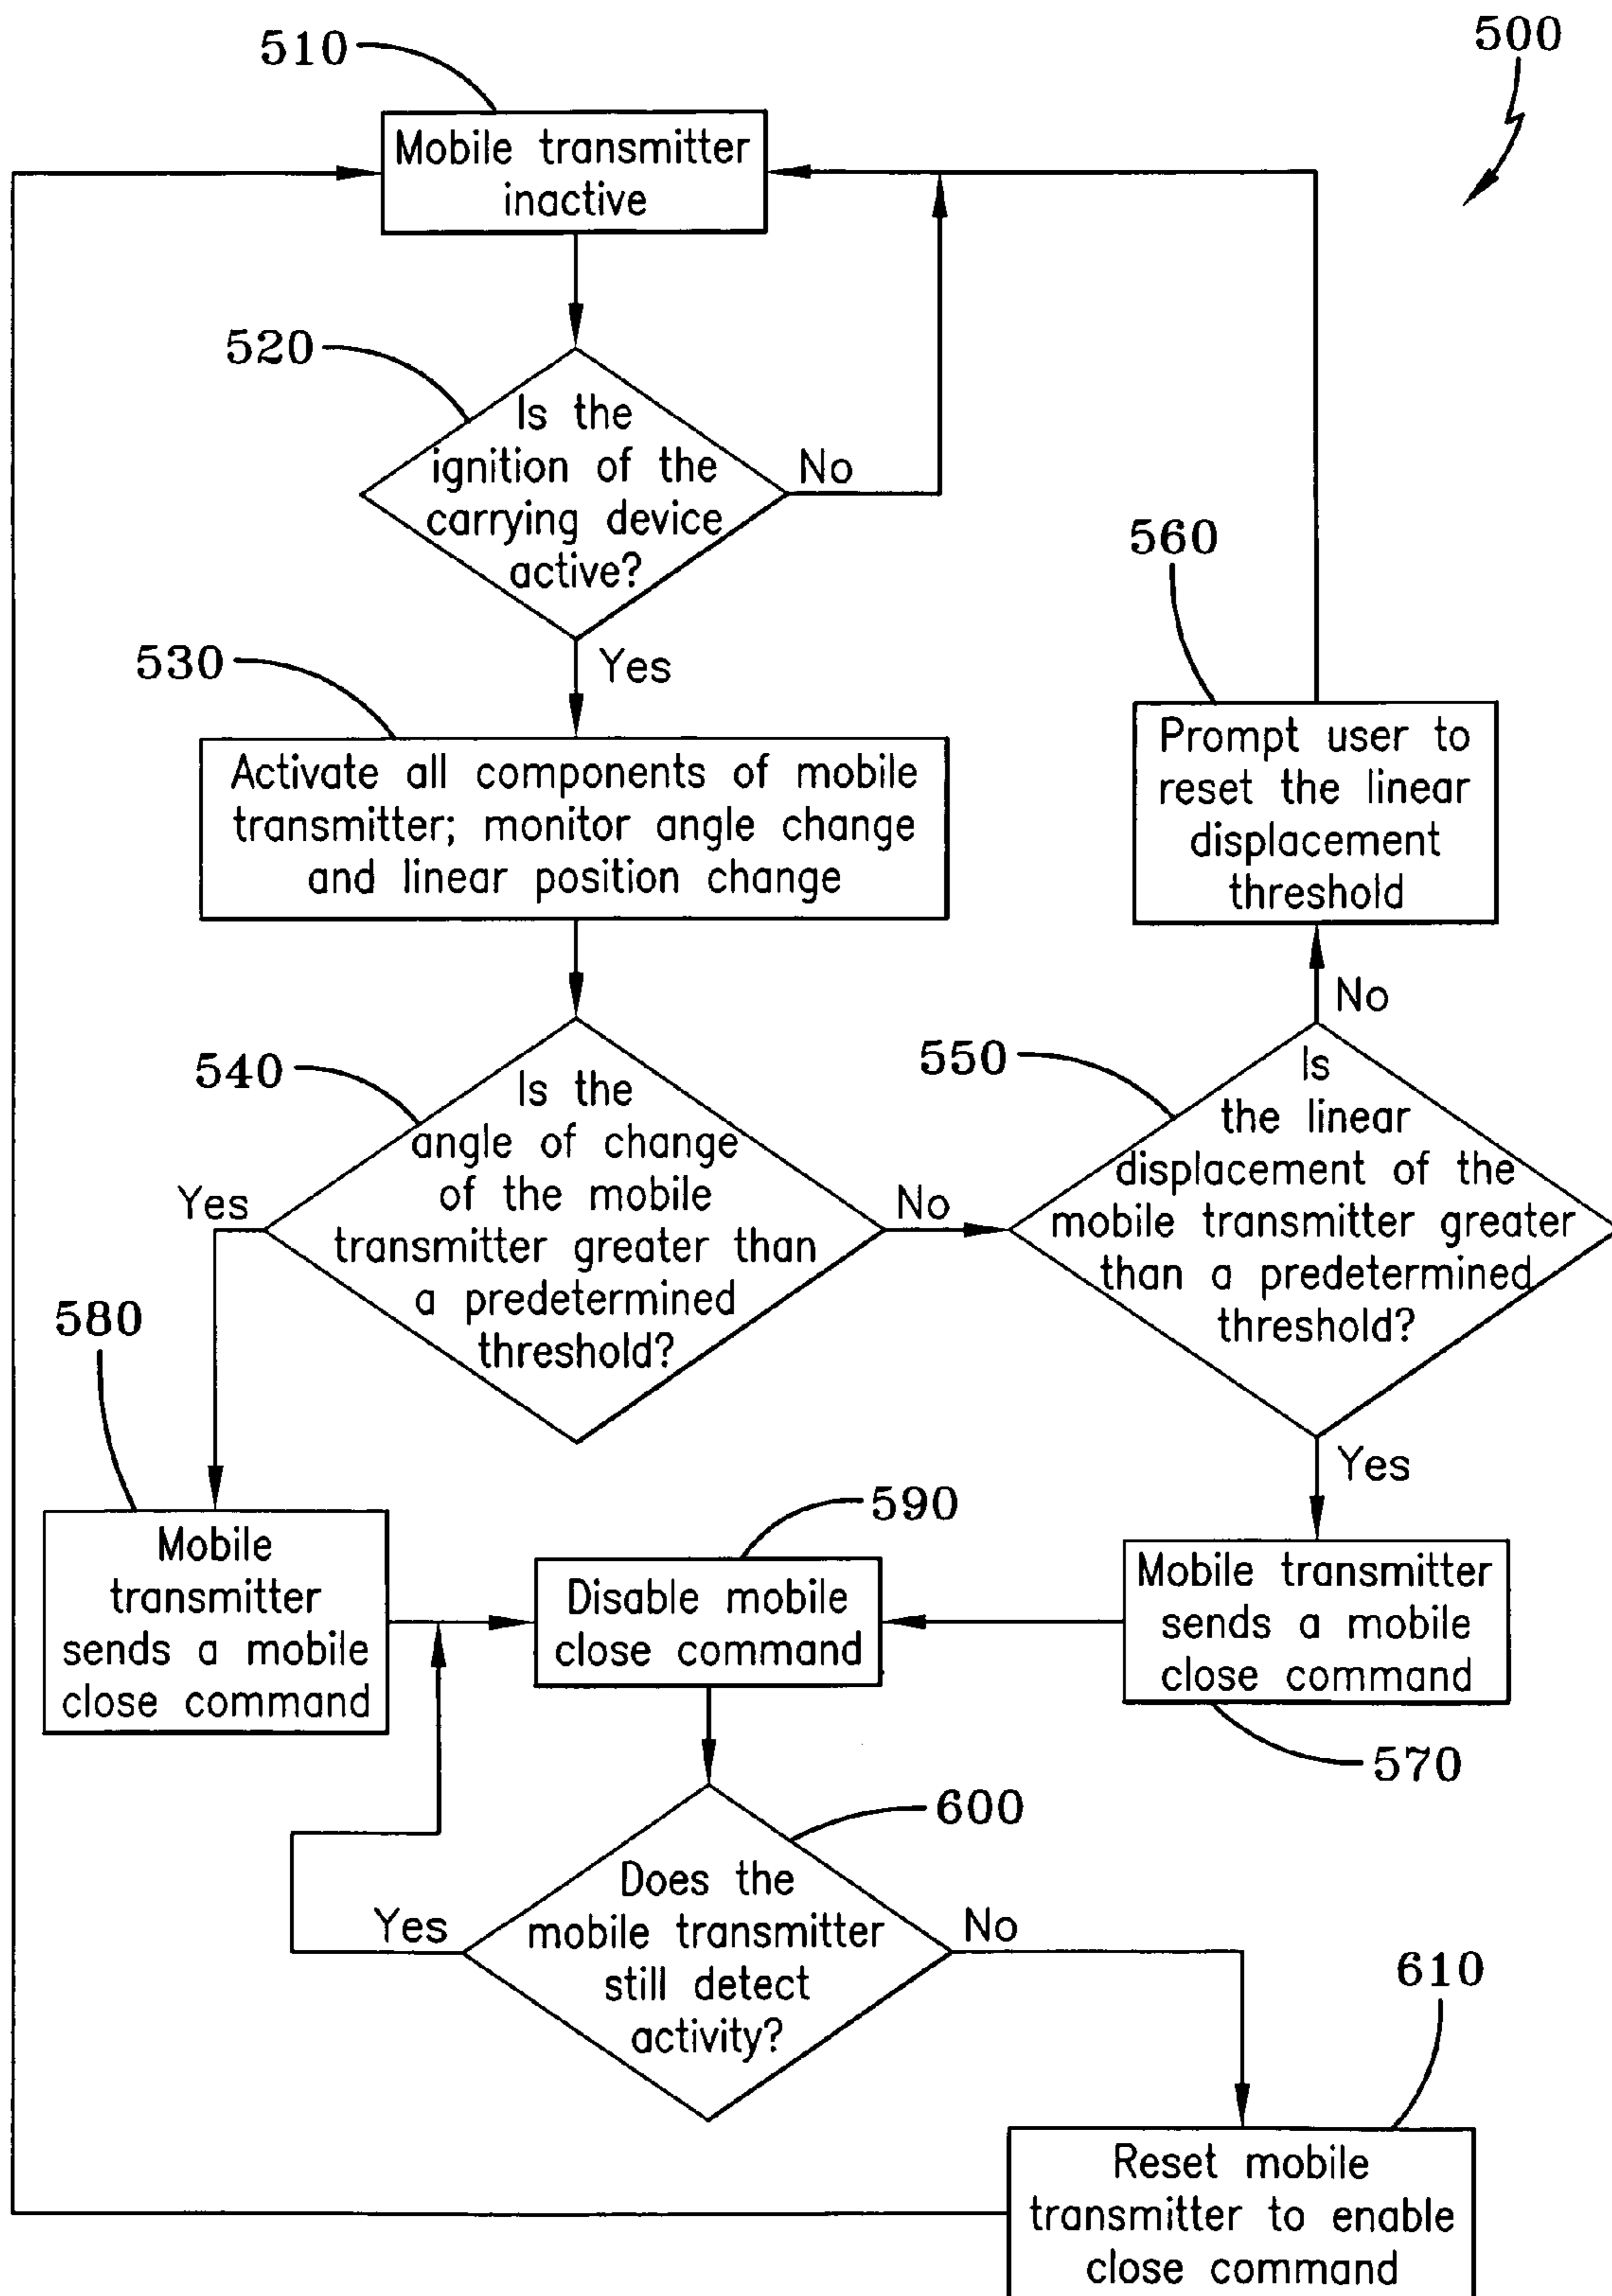 510
500
Mobile transmitter
inactive
520
Is the
ignition of the
carrying device
active?
No
Yes
530
Activate all components of mobile
transmitter; monitor angle change
and linear position change
560
Prompt user to
reset the linear
displacement
threshold
No
540
Is the
angle of change
of the mobile
transmitter greater than
a predetermined
threshold?
Yes
No
550
Is
the linear
displacement of the
mobile transmitter greater
than a predetermined
threshold?
Yes
580
Mobile
transmitter
sends a mobile
close command
590
Disable mobile
close command
Mobile transmitter
sends a mobile
close command
570
600
Does the
mobile transmitter
still detect
activity?
Yes
No
610
Reset mobile
transmitter to enable
close command